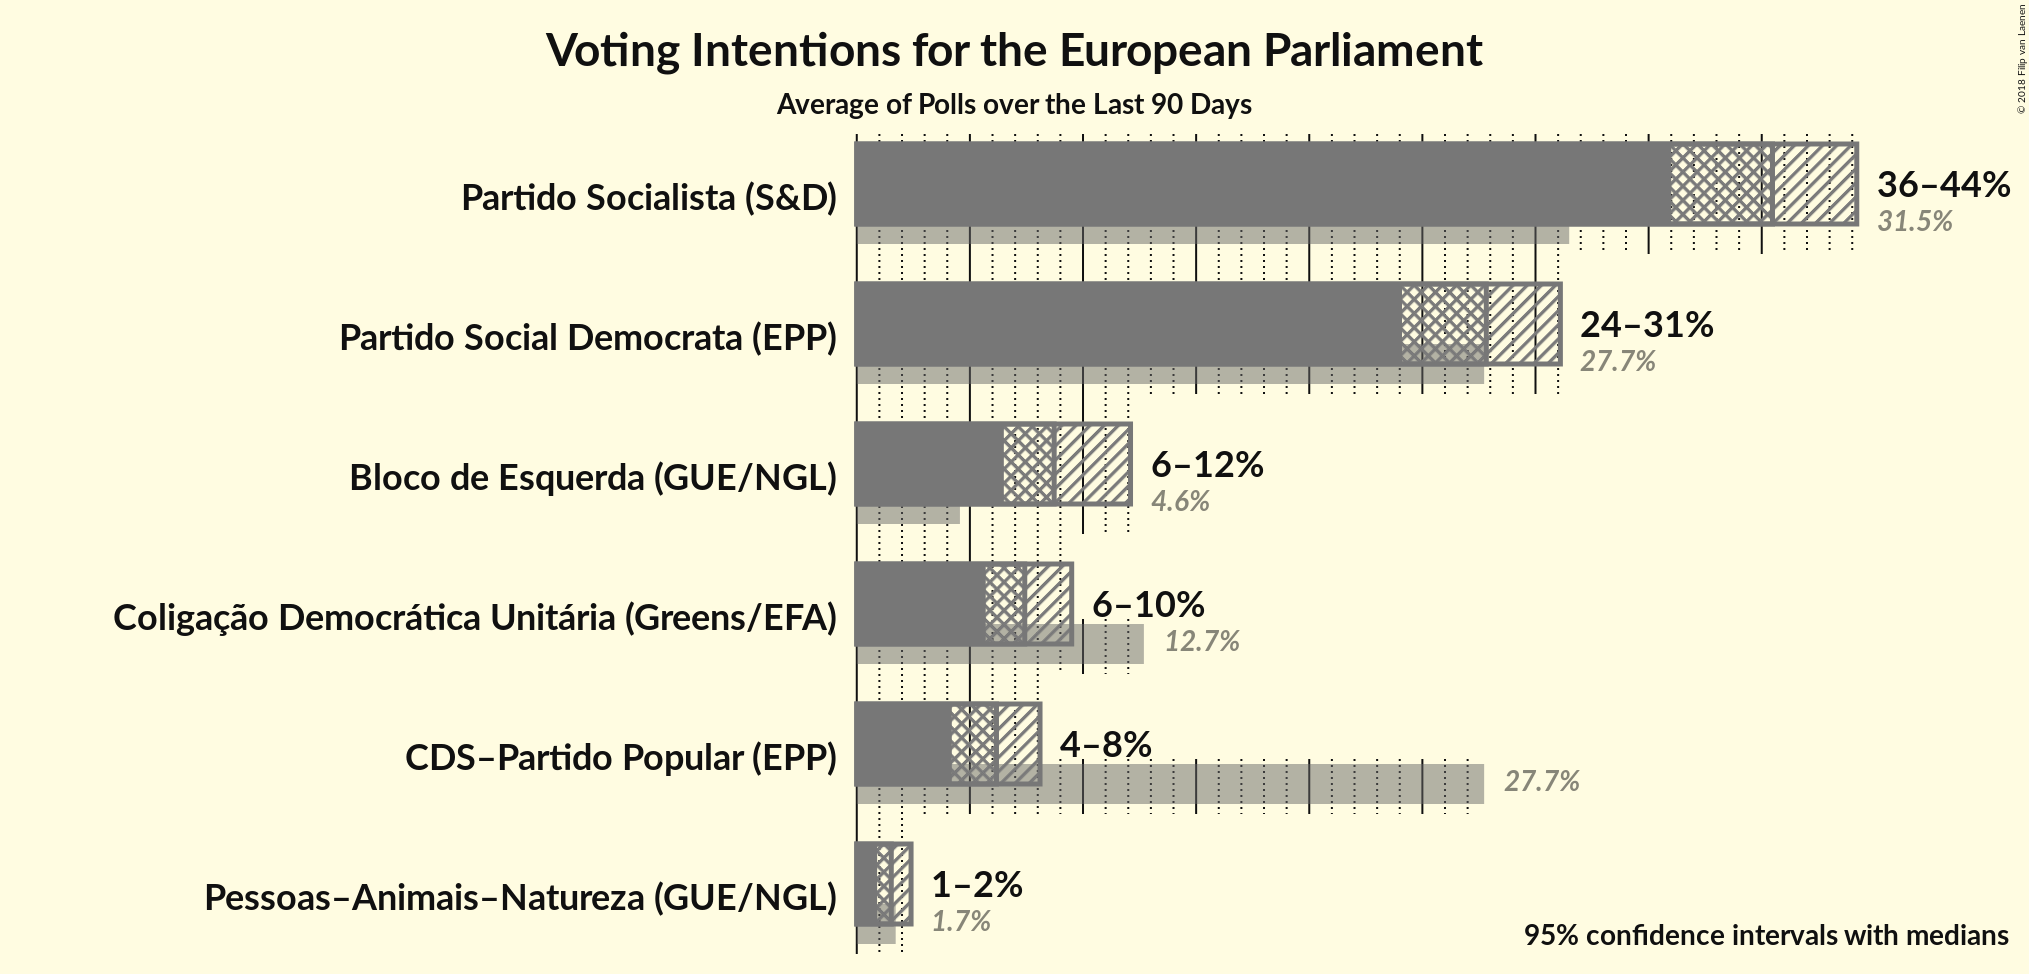 Voting Intentions for the European Parliament
Average of Polls over the Last 90 Days
© 2018 Filip van Laenen
Partido Socialista (S&D)
36–44%
31.5%
Partido Social Democrata (EPP)
24–31%
27.7%
Bloco de Esquerda (GUE/NGL)
6–12%
4.6%
Coligação Democrática Unitária (Greens/EFA)
6–10%
12.7%
CDS–Partido Popular (EPP)
4–8%
27.7%
Pessoas–Animais–Natureza (GUE/NGL)
1–2%
1.7%
95% confidence intervals with medians